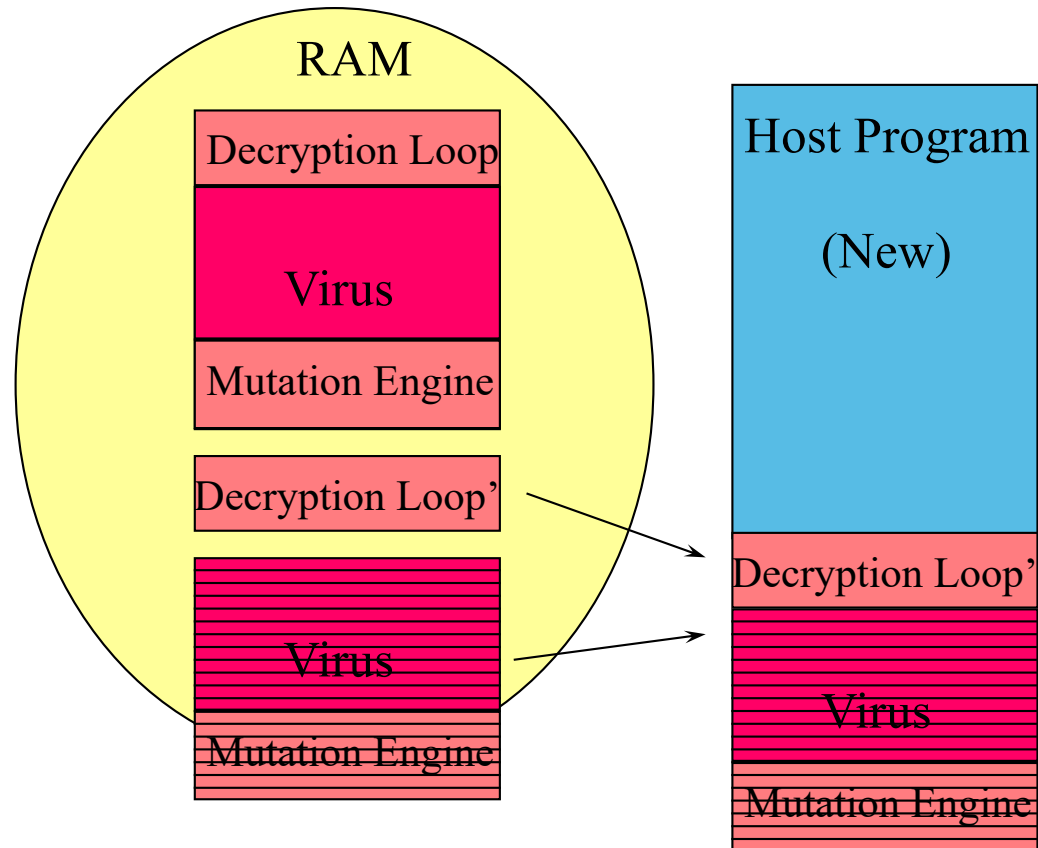 RAM
Decryption Loop
Virus
Mutation Engine
Decryption Loop’
Virus
Mutation Engine
Host Program
(New)
Decryption Loop’
Virus
Mutation Engine